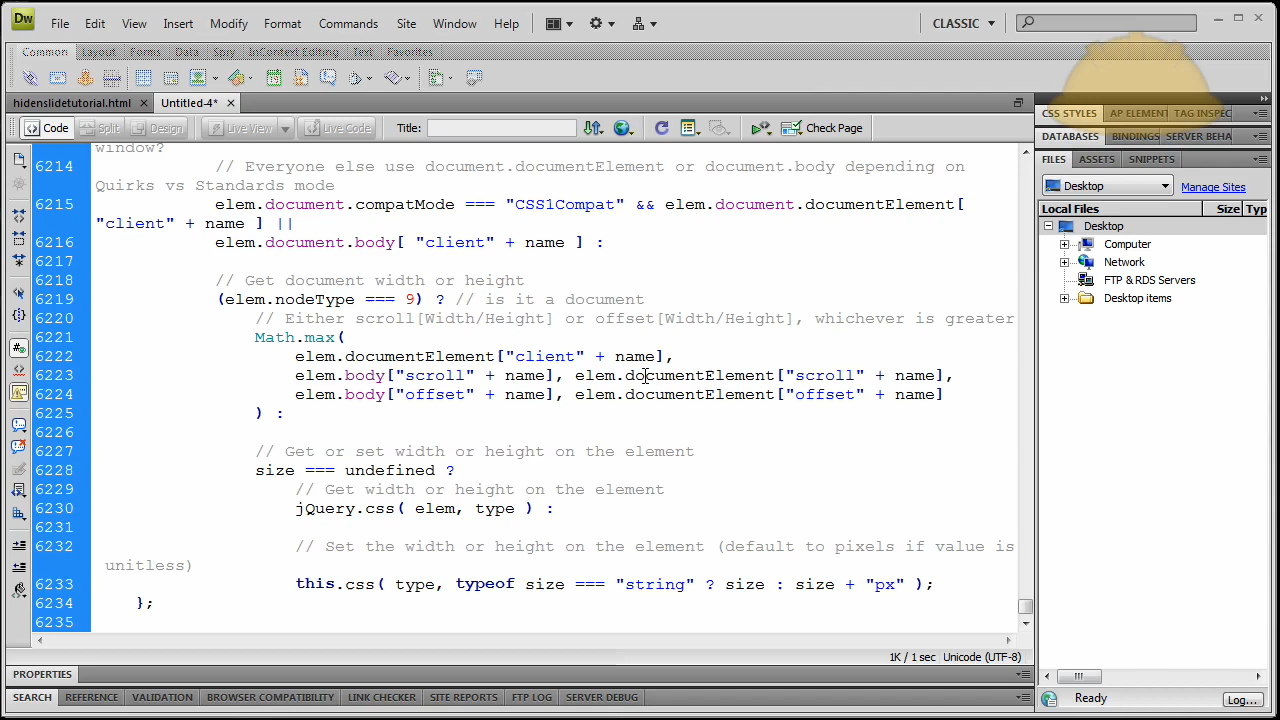 Dw File Edit View Insert Modify Format Commands Site Window Help CLASSIC
Common Layout Forms Data Spry InContext Editing Text
hidenslidetutorial.html Untitled-4*
Code Split Design Live View Live Code Title: Check Page
window?
6214 // Everyone else use document.documentElement or document.body depending on
Quirks vs Standards mode
6215 elem.document.compatMode === "CSS1Compat" && elem.document.documentElement[
"client" + name ] ||
6216 elem.document.body[ "client" + name ] :
6217
6218 // Get document width or height
6219 (elem.nodeType === 9) ? // is it a document
6220 // Either scroll[Width/Height] or offset[Width/Height], whichever is greater
6221 Math.max(
6222 elem.documentElement["client" + name],
6223 elem.body["scroll" + name], elem.documentElement["scroll" + name],
6224 elem.body["offset" + name], elem.documentElement["offset" + name]
6225 ) :
6226
6227 // Get or set width or height on the element
6228 size === undefined ?
6229 // Get width or height on the element
6230 jQuery.css( elem, type ) :
6231
6232 // Set the width or height on the element (default to pixels if value is
unitless)
6233 this.css( type, typeof size === "string" ? size : size + "px" );
6234 };
6235
1K / 1 sec Unicode (UTF-8)
PROPERTIES
SEARCH REFERENCE VALIDATION BROWSER COMPATIBILITY LINK CHECKER SITE REPORTS FTP LOG SERVER DEBUG
CSS STYLES AP ELEMENT TAG INSPEC
DATABASES BINDINGS SERVER BEHA
FILES ASSETS SNIPPETS
Desktop Manage Sites
Local Files Size Typ
Desktop
Computer
Network
FTP & RDS Servers
Desktop items
Ready Log...